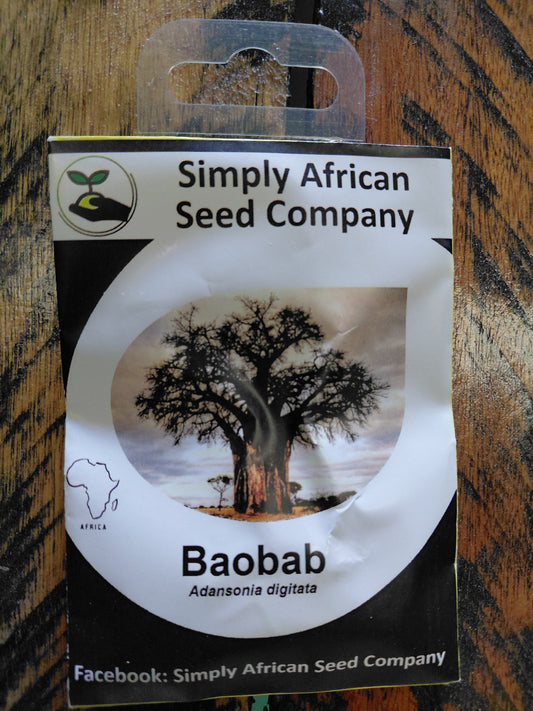 Simply African
Seed Company
AFRICA
Baobab
Adansonia digitata
Facebook: Simply African Seed Company